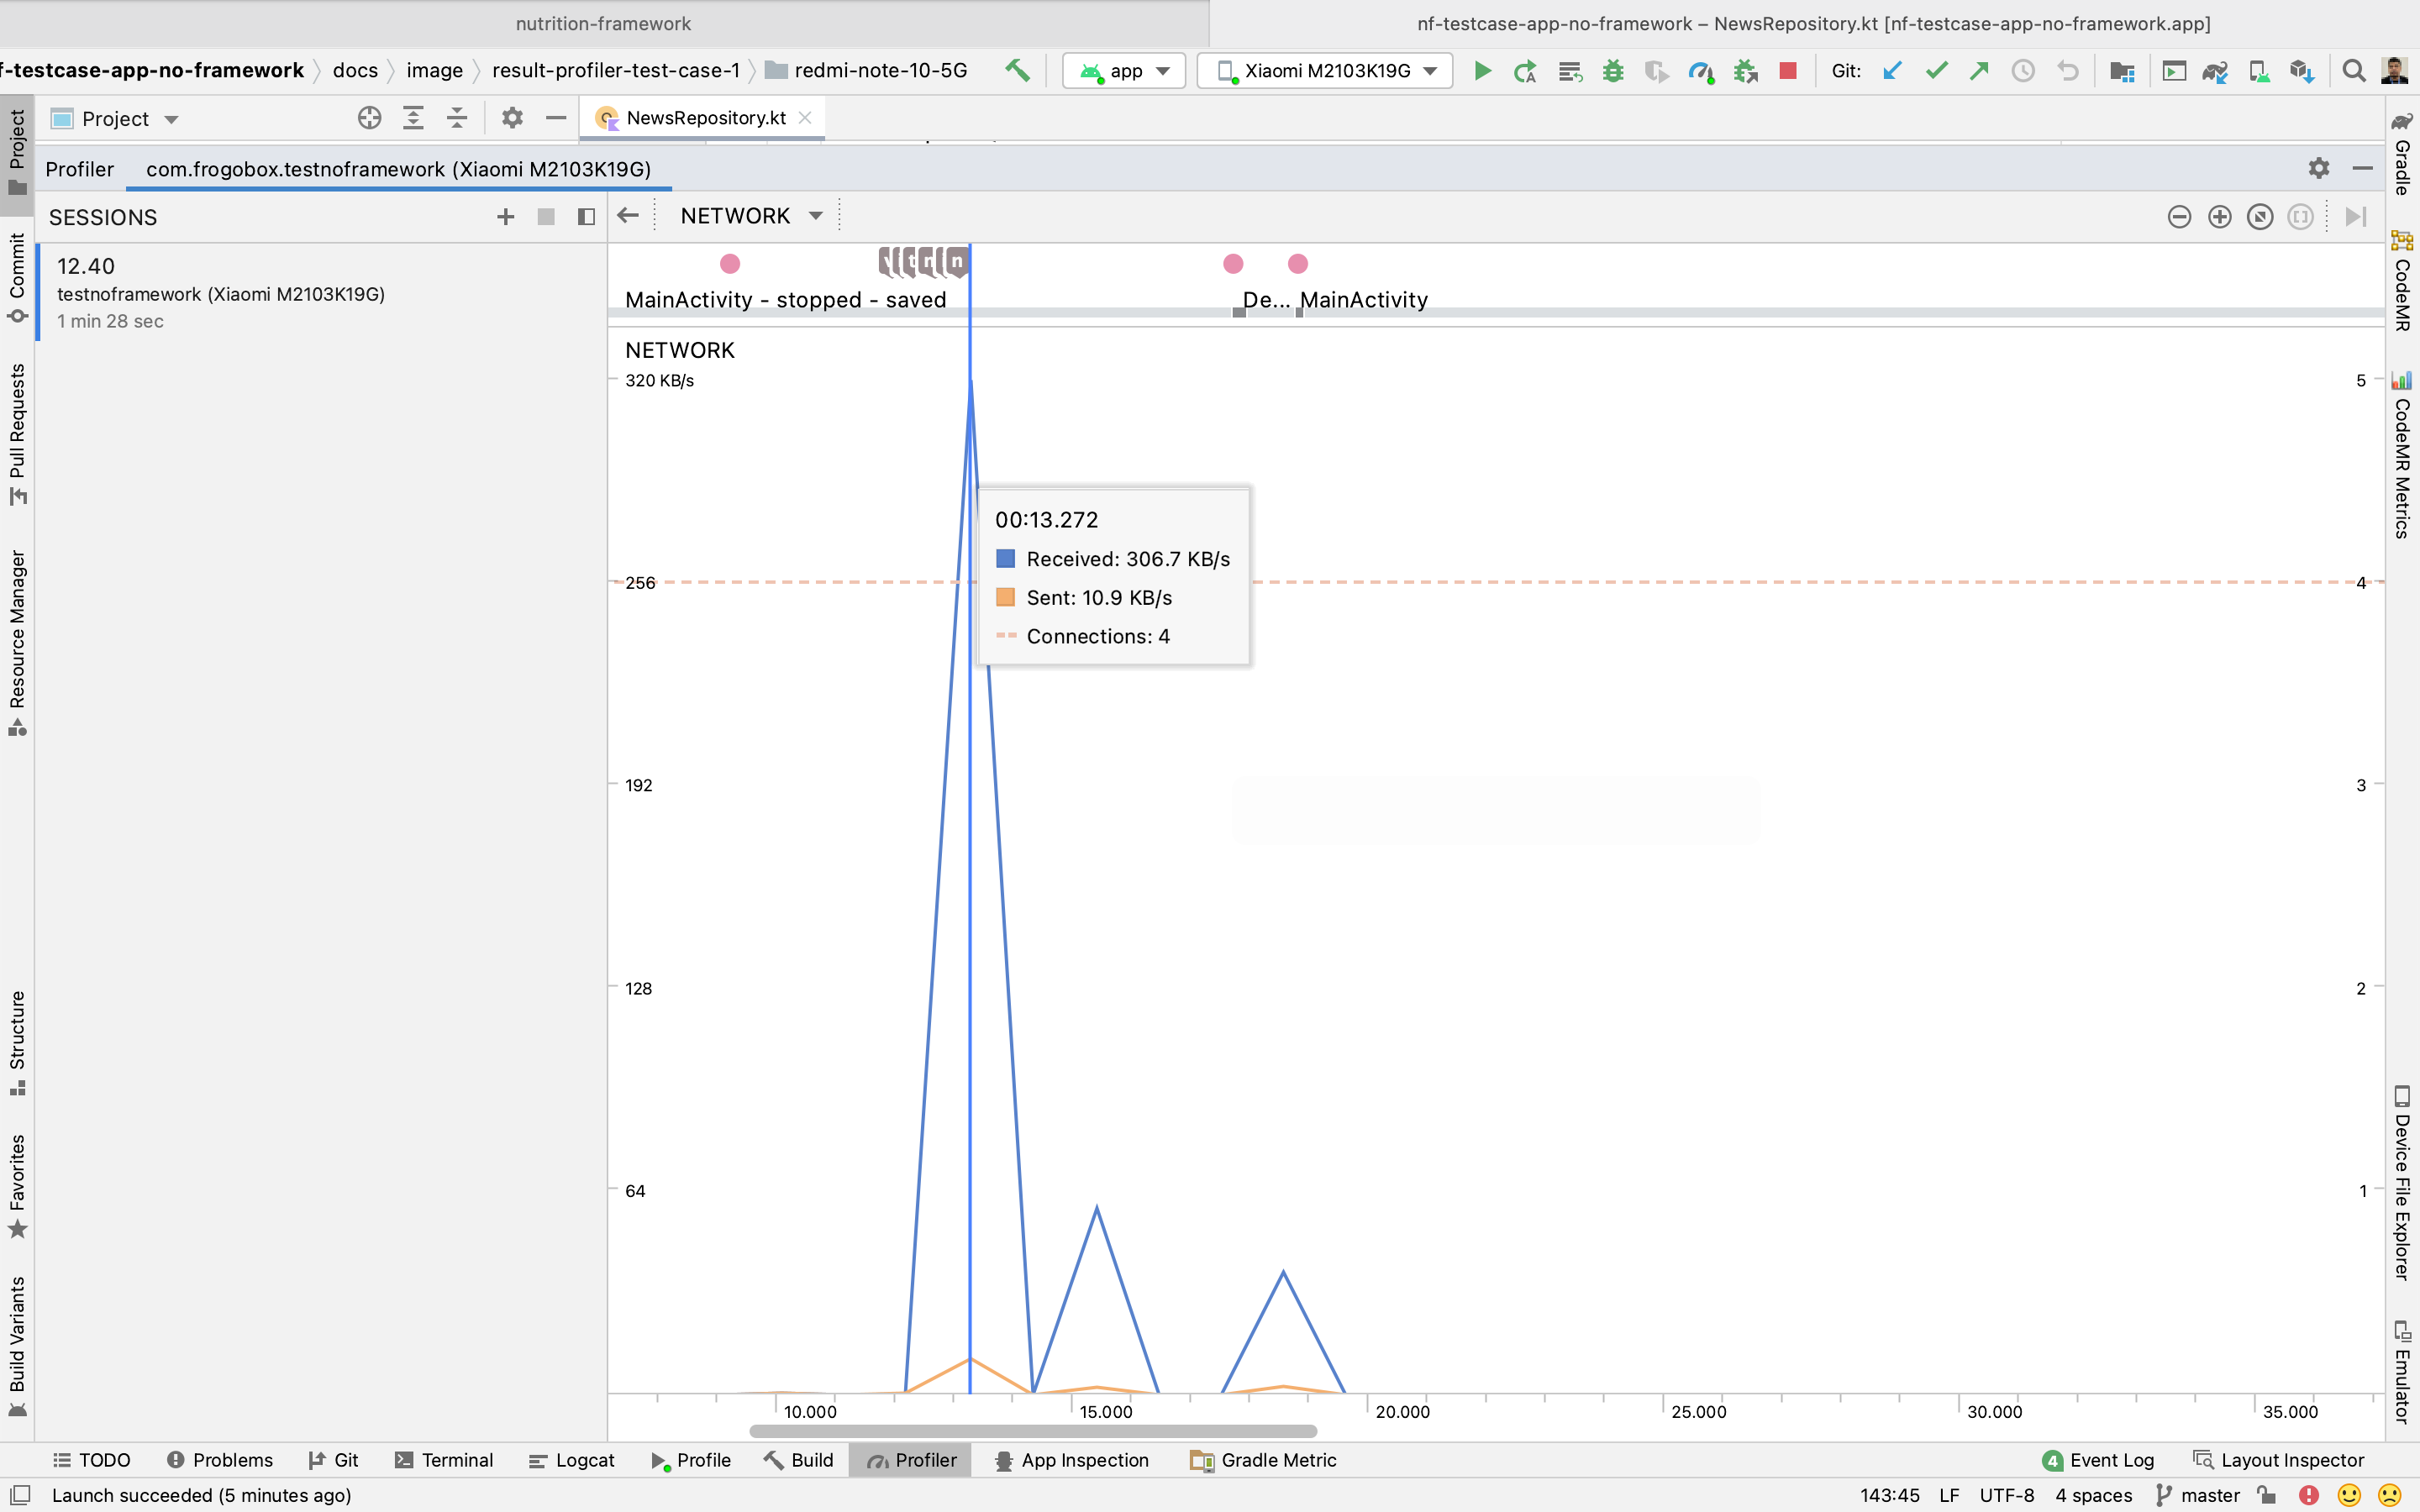 nutrition-framework
nf-testcase-app-no-framework – NewsRepository.kt [nf-testcase-app-no-framework.app]
f-testcase-app-no-framework
docs
image
result-profiler-test-case-1
redmi-note-10-5G
app
Xiaomi M2103K19G
Git:
Project
NewsRepository.kt
Profiler
com.frogobox.testnoframework (Xiaomi M2103K19G)
SESSIONS
NETWORK
12.40
testnoframework (Xiaomi M2103K19G)
1 min 28 sec
MainActivity - stopped - saved
De...
MainActivity
NETWORK
320 KB/s
5
256
4
192
3
128
2
64
1
00:13.272
Received: 306.7 KB/s
Sent: 10.9 KB/s
Connections: 4
10.000
15.000
20.000
25.000
30.000
35.000
Project
Commit
Pull Requests
Resource Manager
Structure
Favorites
Build Variants
Gradle
CodeMR
CodeMR Metrics
Device File Explorer
Emulator
TODO
Problems
Git
Terminal
Logcat
Profile
Build
Profiler
App Inspection
Gradle Metric
4 Event Log
Layout Inspector
Launch succeeded (5 minutes ago)
143:45
LF
UTF-8
4 spaces
master